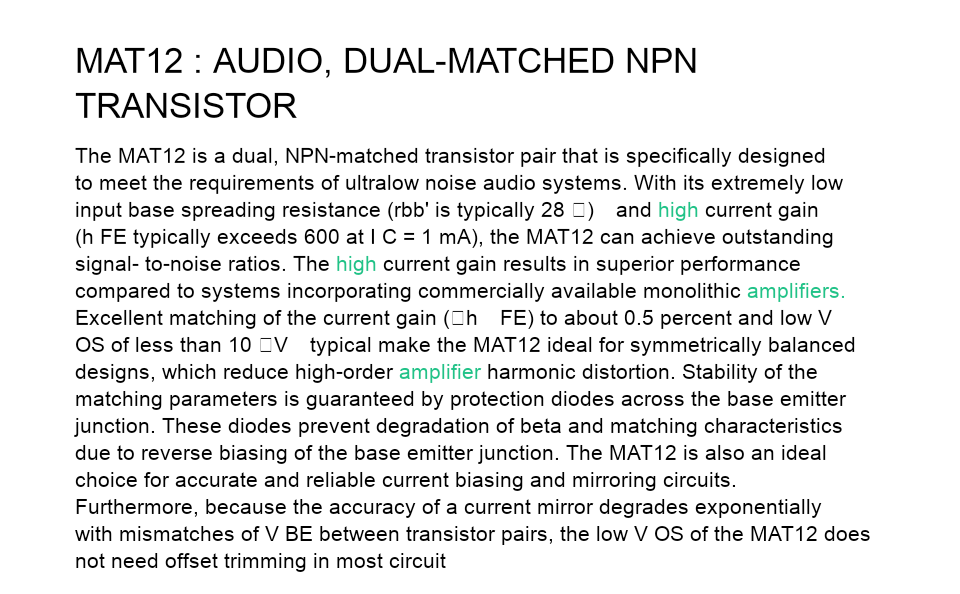 MAT12 : AUDIO, DUAL-MATCHED NPN
TRANSISTOR
The MAT12 is a dual, NPN-matched transistor pair that is specifically designed
to meet the requirements of ultralow noise audio systems. With its extremely low
input base spreading resistance (rbb' is typically 28 □) and high current gain
(h FE typically exceeds 600 at I C = 1 mA), the MAT12 can achieve outstanding
signal- to-noise ratios. The high current gain results in superior performance
compared to systems incorporating commercially available monolithic amplifiers.
Excellent matching of the current gain (□h FE) to about 0.5 percent and low V
OS of less than 10 □V typical make the MAT12 ideal for symmetrically balanced
designs, which reduce high-order amplifier harmonic distortion. Stability of the
matching parameters is guaranteed by protection diodes across the base emitter
junction. These diodes prevent degradation of beta and matching characteristics
due to reverse biasing of the base emitter junction. The MAT12 is also an ideal
choice for accurate and reliable current biasing and mirroring circuits.
Furthermore, because the accuracy of a current mirror degrades exponentially
with mismatches of V BE between transistor pairs, the low V OS of the MAT12 does
not need offset trimming in most circuit